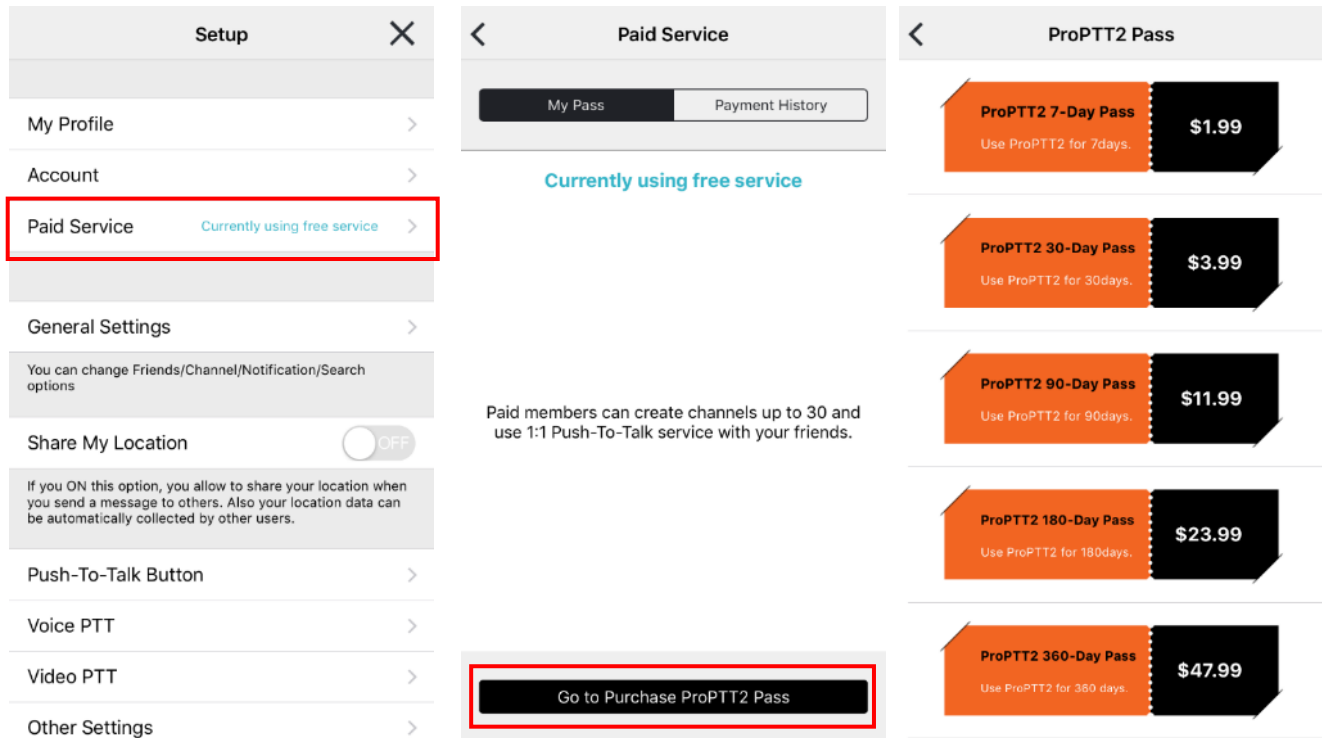 Setup
My Profile
Account
Paid Service Currently using free service
General Settings
You can change Friends/Channel/Notification/Search
options
Share My Location OFF
If you ON this option, you allow to share your location when
you send a message to others. Also your location data can
be automatically collected by other users.
Push-To-Talk Button
Voice PTT
Video PTT
Other Settings
Paid Service
My Pass Payment History
Currently using free service
Paid members can create channels up to 30 and
use 1:1 Push-To-Talk service with your friends.
Go to Purchase ProPTT2 Pass
ProPTT2 Pass
ProPTT2 7-Day Pass
Use ProPTT2 for 7days.
$1.99
ProPTT2 30-Day Pass
Use ProPTT2 for 30days.
$3.99
ProPTT2 90-Day Pass
Use ProPTT2 for 90days.
$11.99
ProPTT2 180-Day Pass
Use ProPTT2 for 180days.
$23.99
ProPTT2 360-Day Pass
Use ProPTT2 for 360 days.
$47.99